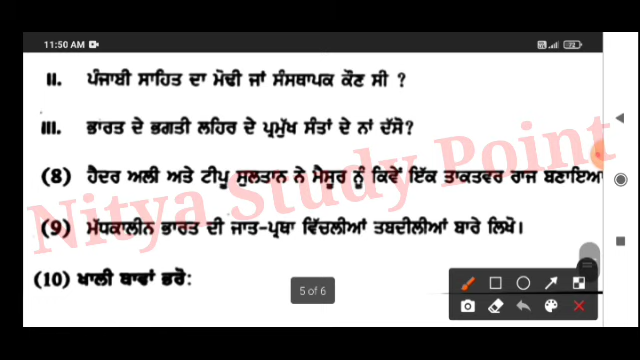 11:50 AM
72
II. ਪੰਜਾਬੀ ਸਾਹਿਤ ਦਾ ਮੋਢੀ ਜਾਂ ਸੰਸਥਾਪਕ ਕੌਣ ਸੀ ?
III. ਭਾਰਤ ਦੇ ਭਗਤੀ ਲਹਿਰ ਦੇ ਪ੍ਰਮੁੱਖ ਸੰਤਾਂ ਦੇ ਨਾਂ ਦੱਸੋ?
(8) ਹੈਦਰ ਅਲੀ ਅਤੇ ਟੀਪੂ ਸੁਲਤਾਨ ਨੇ ਮੈਸੂਰ ਨੂੰ ਕਿਵੇਂ ਇੱਕ ਤਾਕਤਵਰ ਰਾਜ ਬਣਾਇਆ
(9) ਮੱਧਕਾਲੀਨ ਭਾਰਤ ਦੀ ਜਾਤ-ਪ੍ਰਥਾ ਵਿੱਚਲੀਆਂ ਤਬਦੀਲੀਆਂ ਬਾਰੇ ਲਿਖੋ।
(10) ਖਾਲੀ ਥਾਵਾਂ ਭਰੋ:
5 of 6
Nitya Study Point